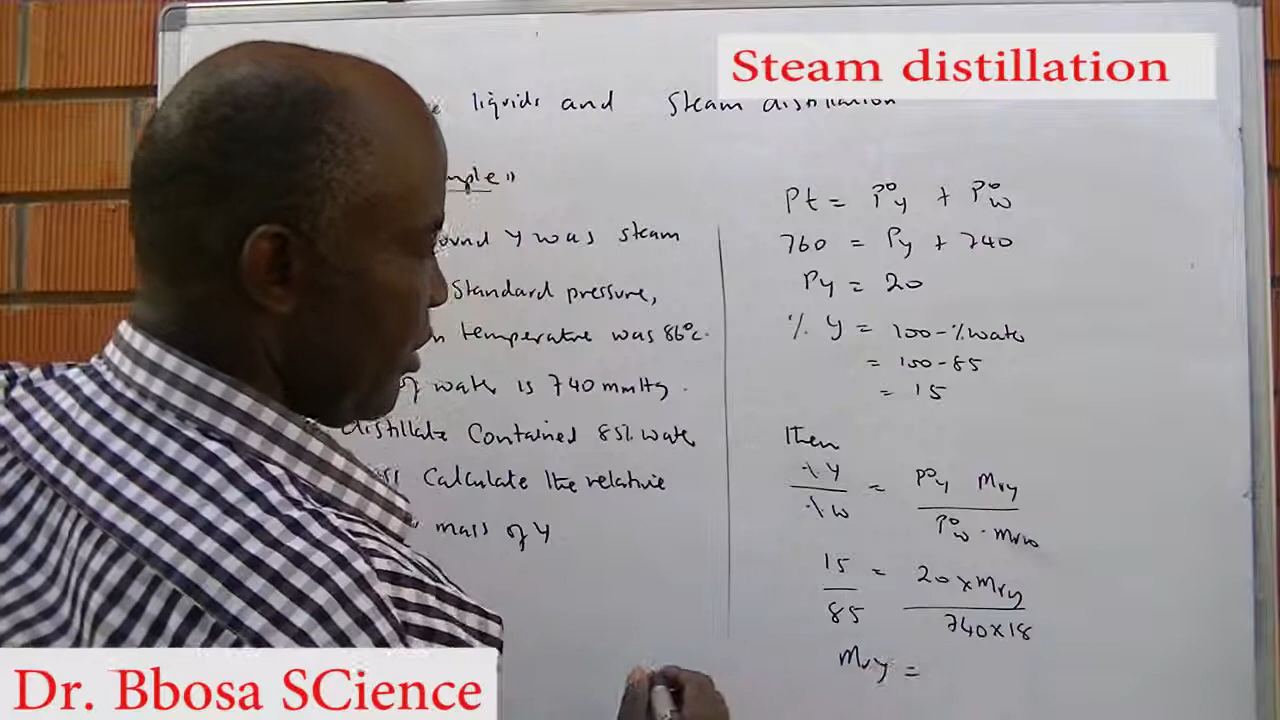 Steam distillation
liquids and Steam distillation
Pt = P°y + P°w
760 = Py + 740
Py = 20
% Y = 100 - % water
= 100 - 85
= 15
Then
% Y / % W = P°y Mry / P°w . Mrw
15 / 85 = 20 x Mry / 740 x 18
Mry =
Y was steam
Standard pressure,
temperature was 86°c.
of water is 740 mmHg.
distillate Contained 85% water
Calculate the relative
mass of Y
Dr. Bbosa SCience